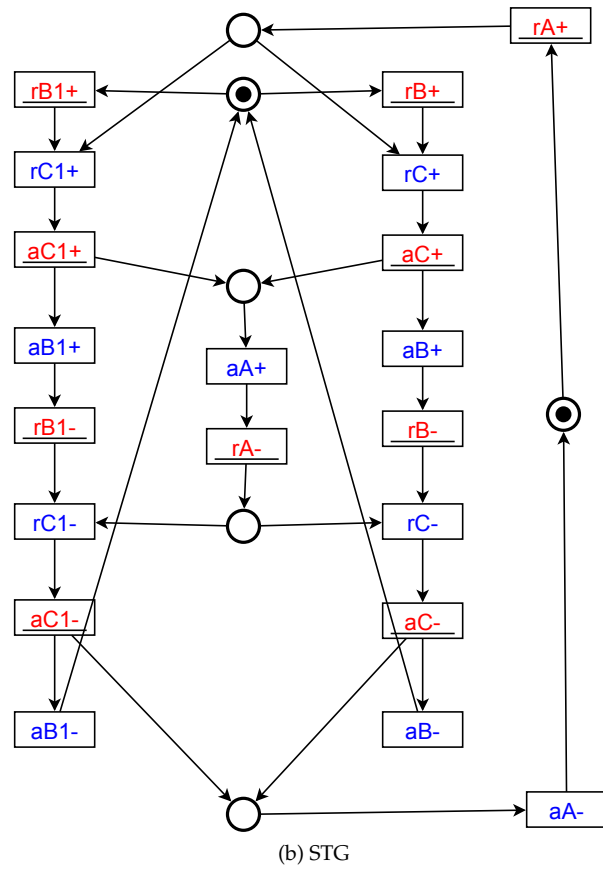 rA+
rB1+ rB+
rC1+ rC+
aC1+ aC+
aB1+ aA+ aB+
rB1- rA- rB-
rC1- rC-
aC1- aC-
aB1- aB-
aA-
(b) STG